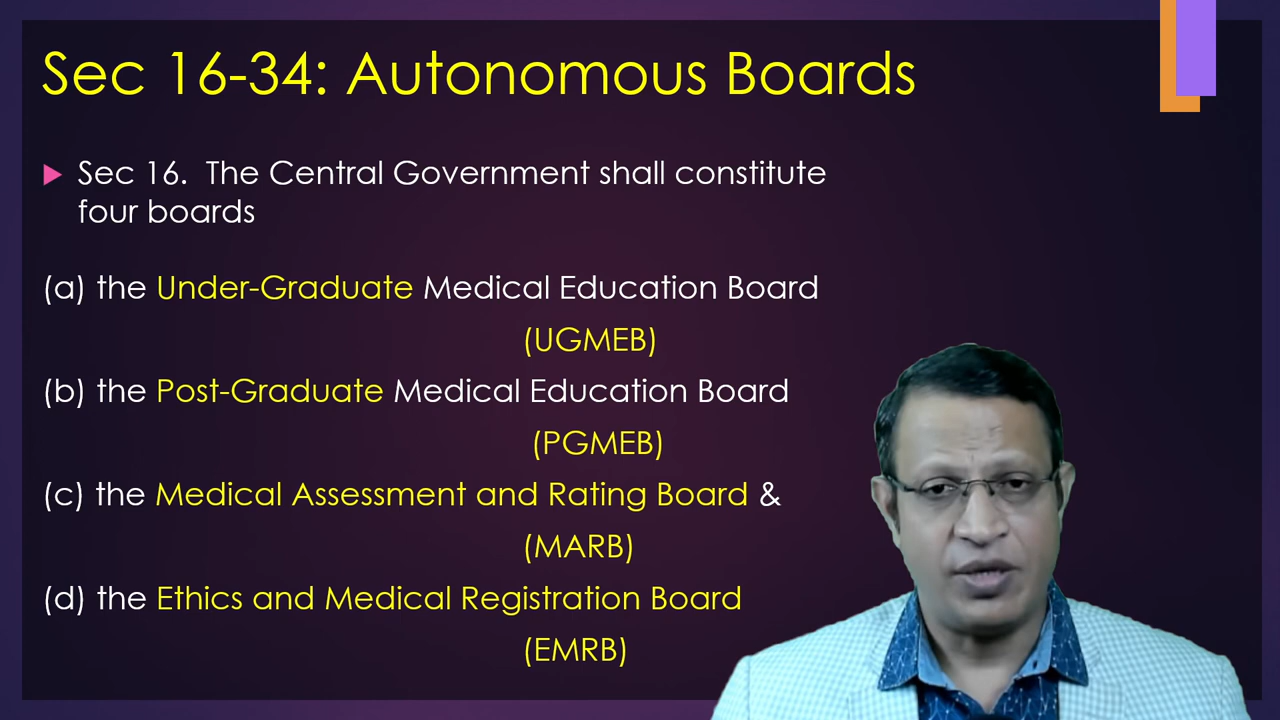 Sec 16-34: Autonomous Boards
Sec 16. The Central Government shall constitute
four boards
(a) the Under-Graduate Medical Education Board
(UGMEB)
(b) the Post-Graduate Medical Education Board
(PGMEB)
(c) the Medical Assessment and Rating Board &
(MARB)
(d) the Ethics and Medical Registration Board
(EMRB)